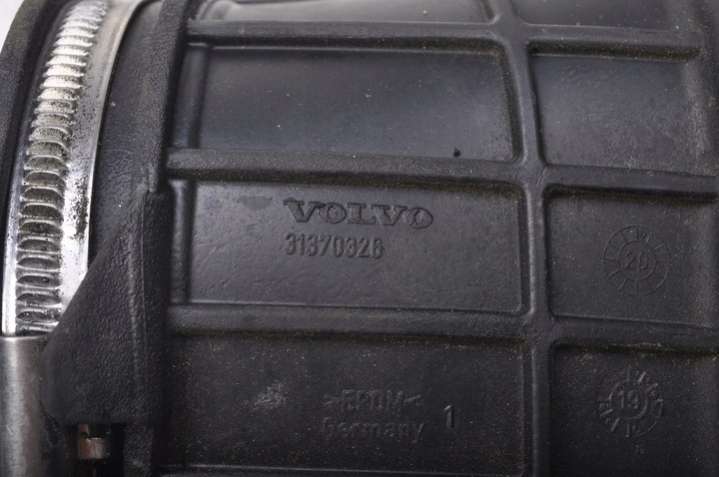 VOLVO
31370326
20
>EPDM<
Germany 1
19